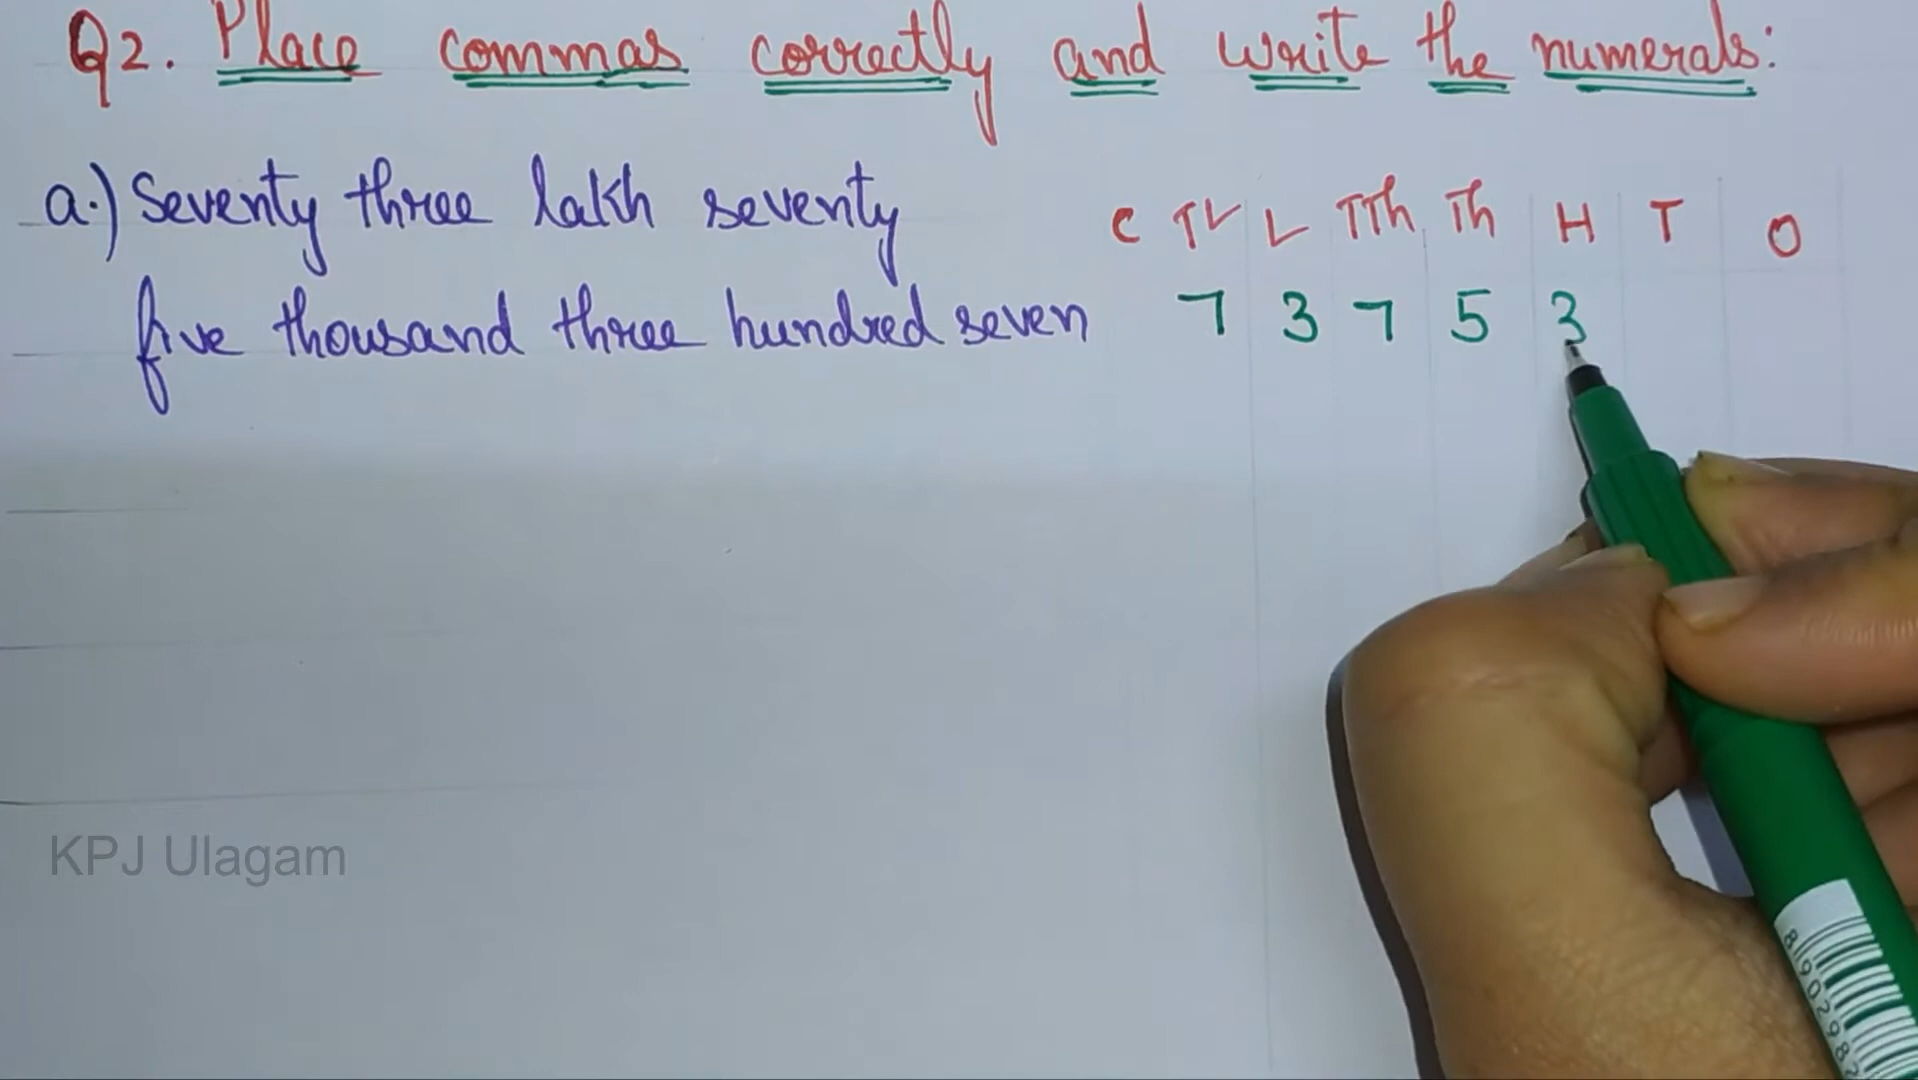 Q2. Place commas correctly and write the numerals:
a.) Seventy three lakh seventy
five thousand three hundred seven
C TL L TTh Th H T O
7 3 7 5 3
KPJ Ulagam